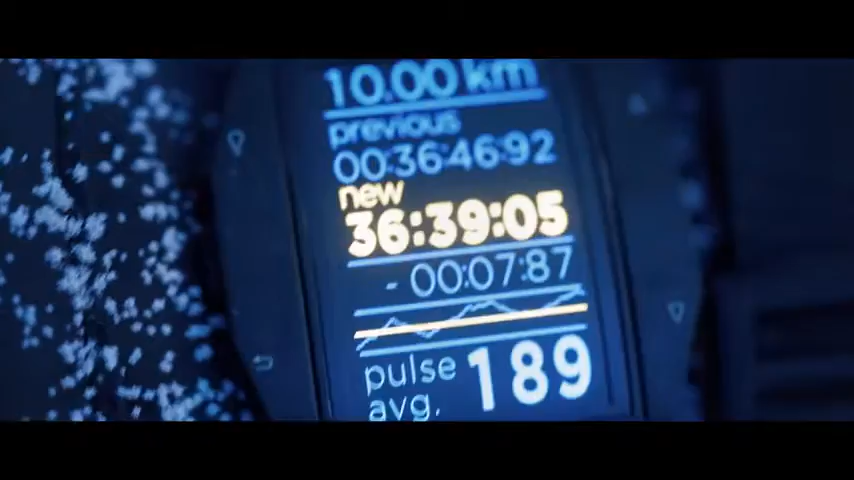 10.00 km
previous
00:36:46:92
new
36:39:05
- 00:07:87
pulse 189
avg.